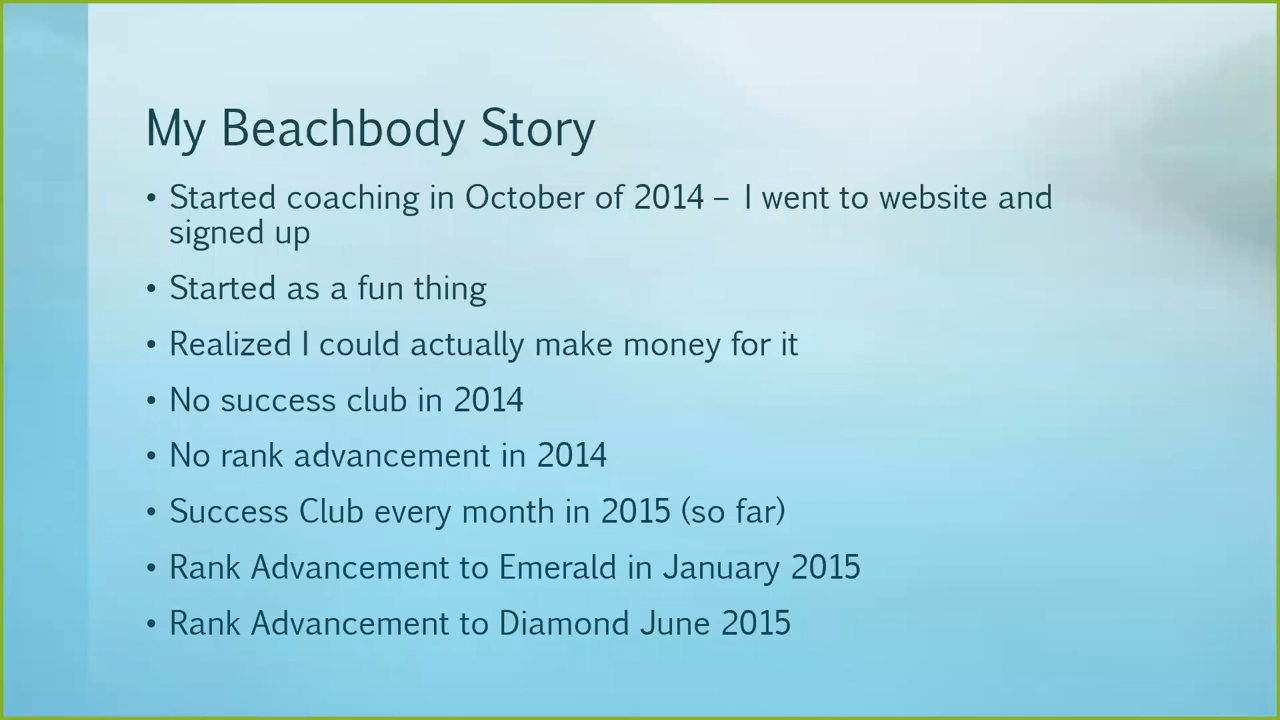 My Beachbody Story
• Started coaching in October of 2014 – I went to website and
signed up
• Started as a fun thing
• Realized I could actually make money for it
• No success club in 2014
• No rank advancement in 2014
• Success Club every month in 2015 (so far)
• Rank Advancement to Emerald in January 2015
• Rank Advancement to Diamond June 2015